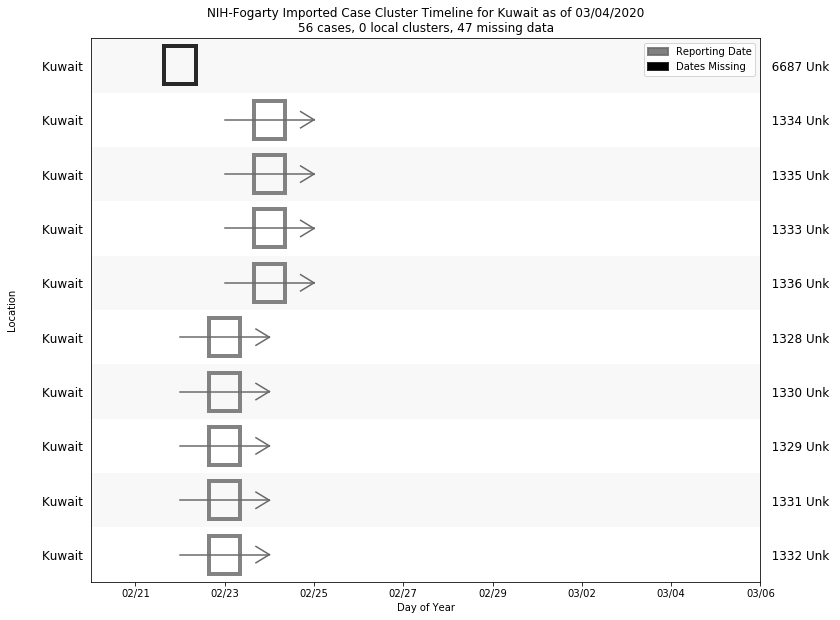 NIH-Fogarty Imported Case Cluster Timeline for Kuwait as of 03/04/2020
56 cases, 0 local clusters, 47 missing data
Reporting Date
Dates Missing
Kuwait 6687 Unk
Kuwait 1334 Unk
Kuwait 1335 Unk
Kuwait 1333 Unk
Kuwait 1336 Unk
Kuwait 1328 Unk
Kuwait 1330 Unk
Kuwait 1329 Unk
Kuwait 1331 Unk
Kuwait 1332 Unk
Location
02/21 02/23 02/25 02/27 02/29 03/02 03/04 03/06
Day of Year